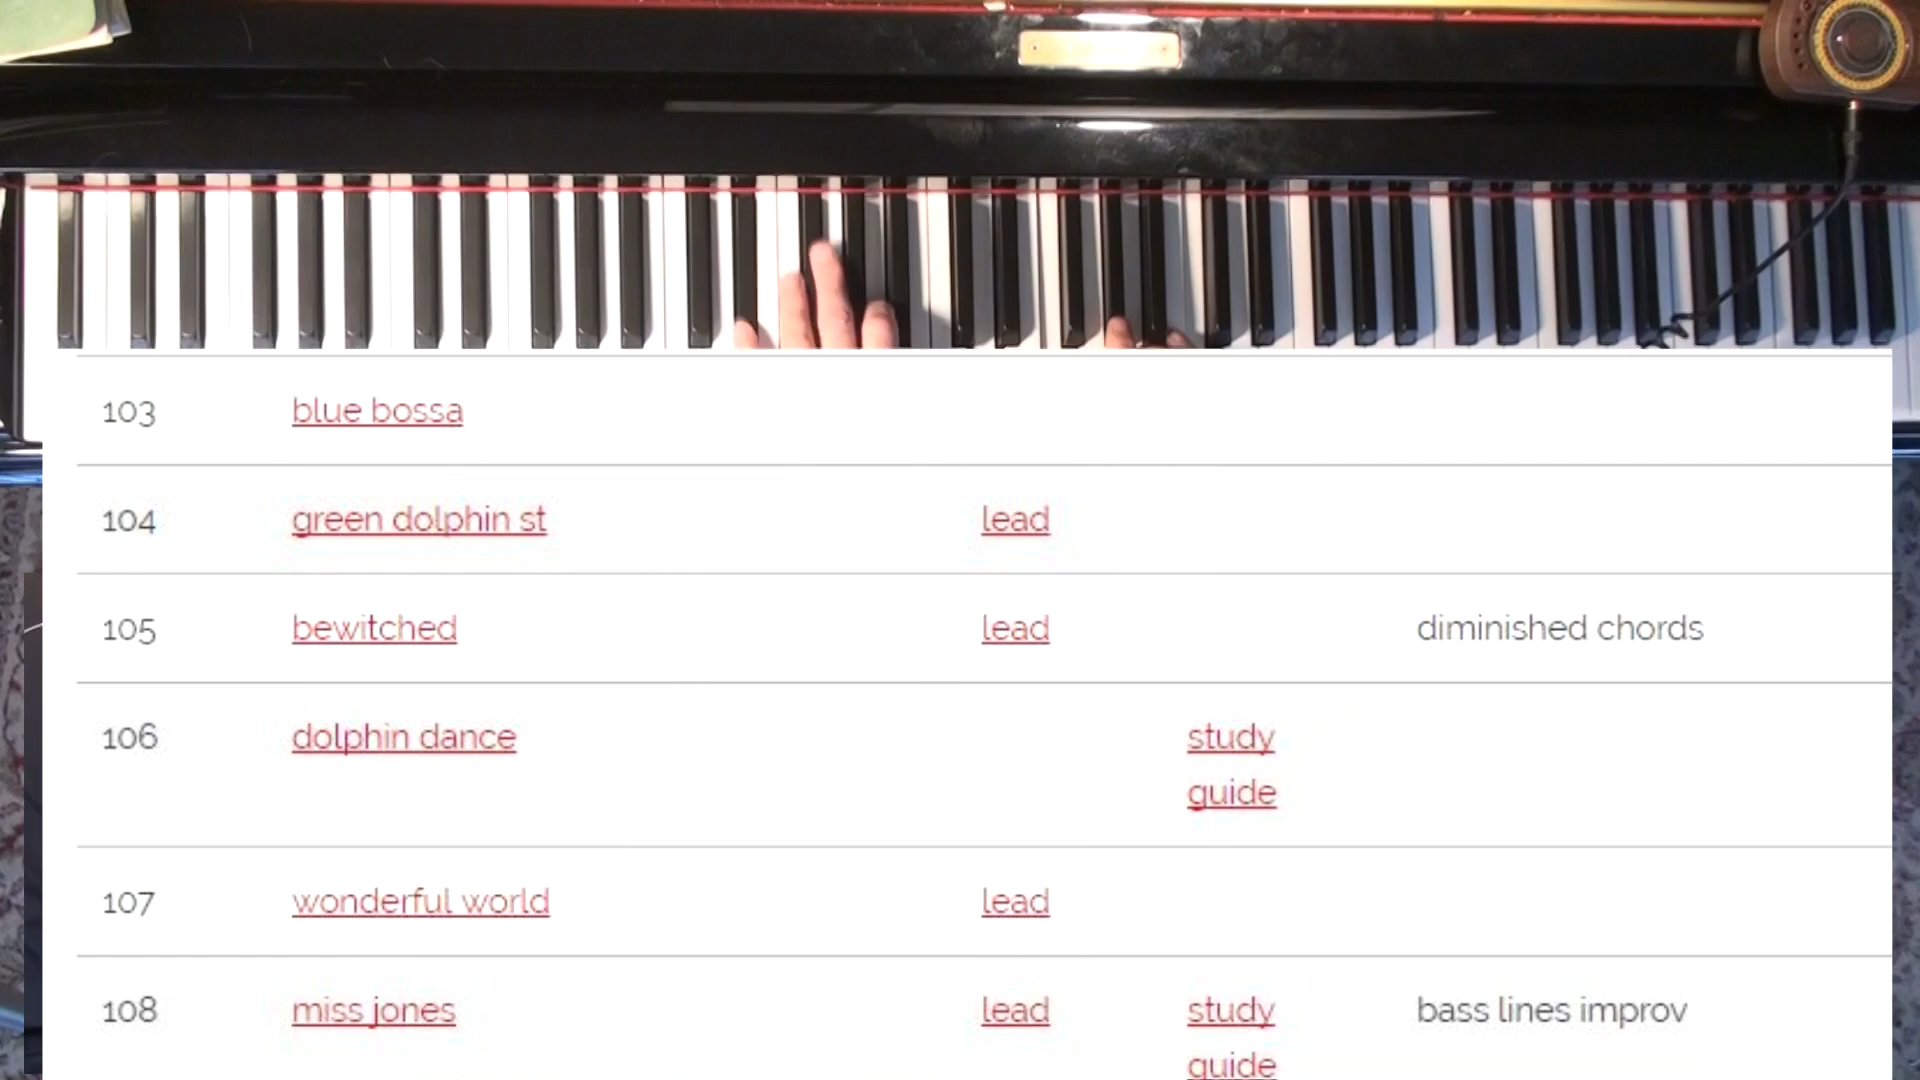 103 blue bossa
104 green dolphin st lead
105 bewitched lead diminished chords
106 dolphin dance study
guide
107 wonderful world lead
108 miss jones lead study bass lines improv
guide